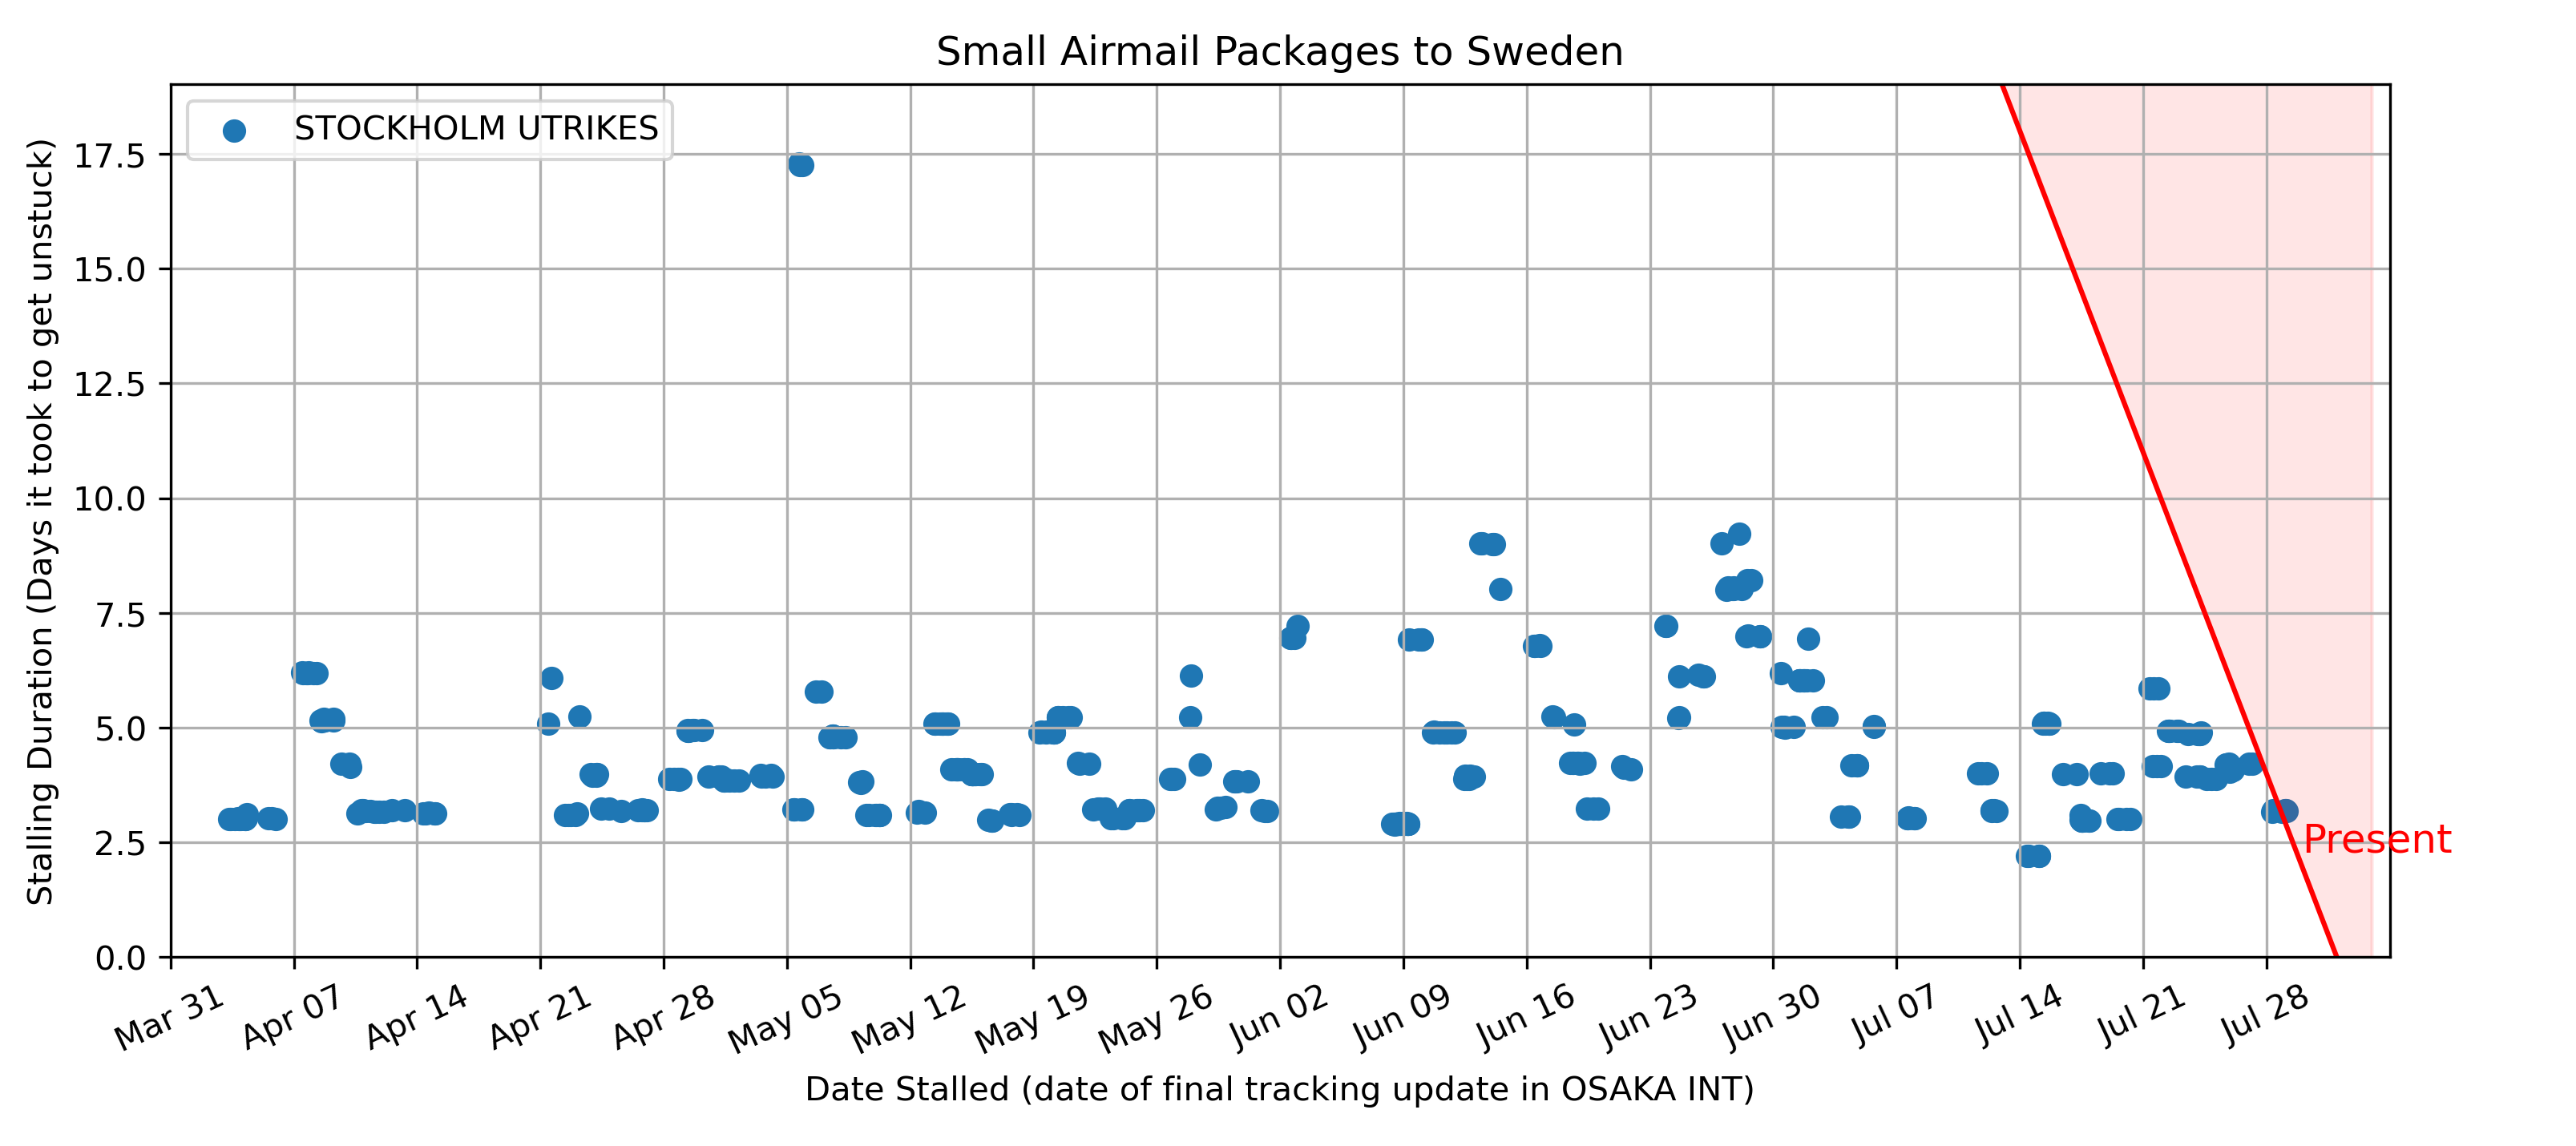 Small Airmail Packages to Sweden
STOCKHOLM UTRIKES
Stalling Duration (Days it took to get unstuck)
17.5
15.0
12.5
10.0
7.5
5.0
2.5
0.0
Present
Mar 31
Apr 07
Apr 14
Apr 21
Apr 28
May 05
May 12
May 19
May 26
Jun 02
Jun 09
Jun 16
Jun 23
Jun 30
Jul 07
Jul 14
Jul 21
Jul 28
Date Stalled (date of final tracking update in OSAKA INT)